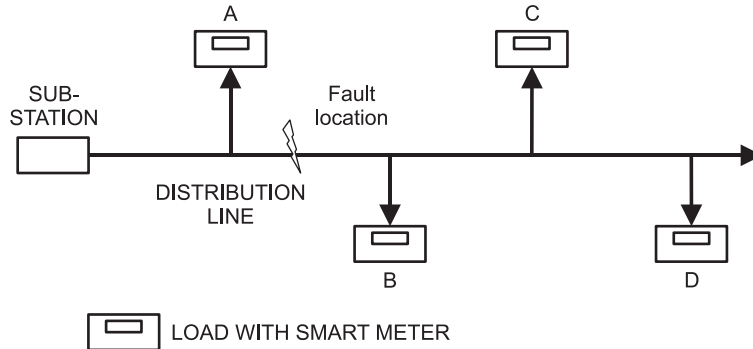 A
C
SUB-
STATION
Fault
location
DISTRIBUTION
LINE
B
D
LOAD WITH SMART METER